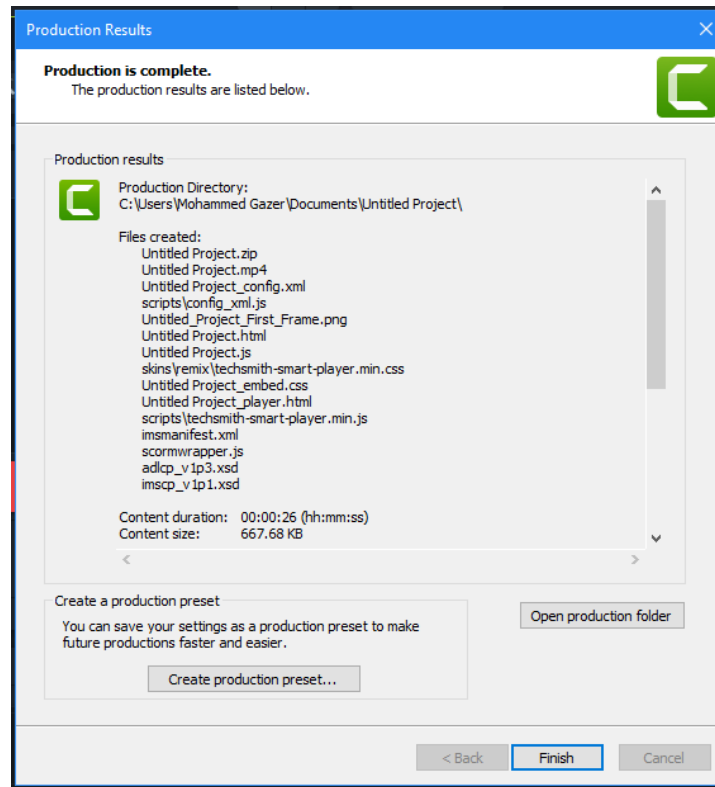 Production Results
Production is complete.
The production results are listed below.
Production results
Production Directory:
C:\Users\Mohammed Gazer\Documents\Untitled Project\
Files created:
Untitled Project.zip
Untitled Project.mp4
Untitled Project_config.xml
scripts\config_xml.js
Untitled_Project_First_Frame.png
Untitled Project.html
Untitled Project.js
skins\remix\techsmith-smart-player.min.css
Untitled Project_embed.css
Untitled Project_player.html
scripts\techsmith-smart-player.min.js
imsmanifest.xml
scormwrapper.js
adlcp_v1p3.xsd
imscp_v1p1.xsd
Content duration: 00:00:26 (hh:mm:ss)
Content size: 667.68 KB
Create a production preset
You can save your settings as a production preset to make
future productions faster and easier.
Create production preset...
Open production folder
< Back Finish Cancel